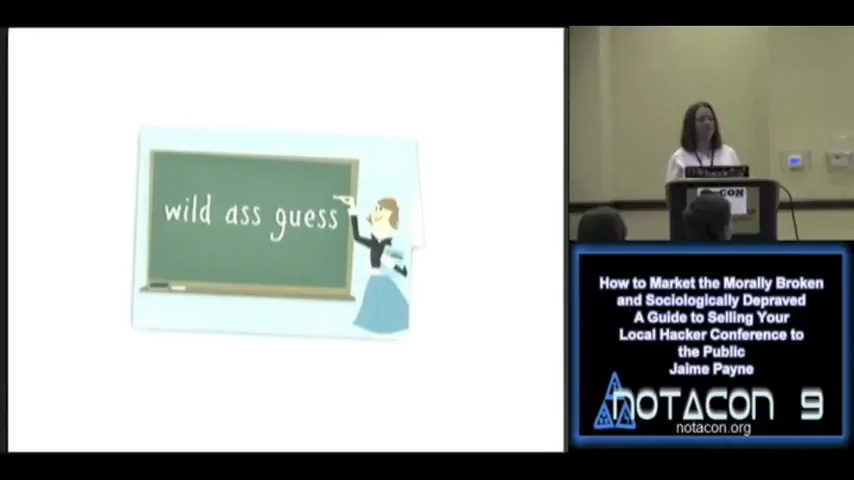 wild ass guess
CON
How to Market the Morally Broken
and Sociologically Depraved
A Guide to Selling Your
Local Hacker Conference to
the Public
Jaime Payne
NOTACON 9
notacon.org